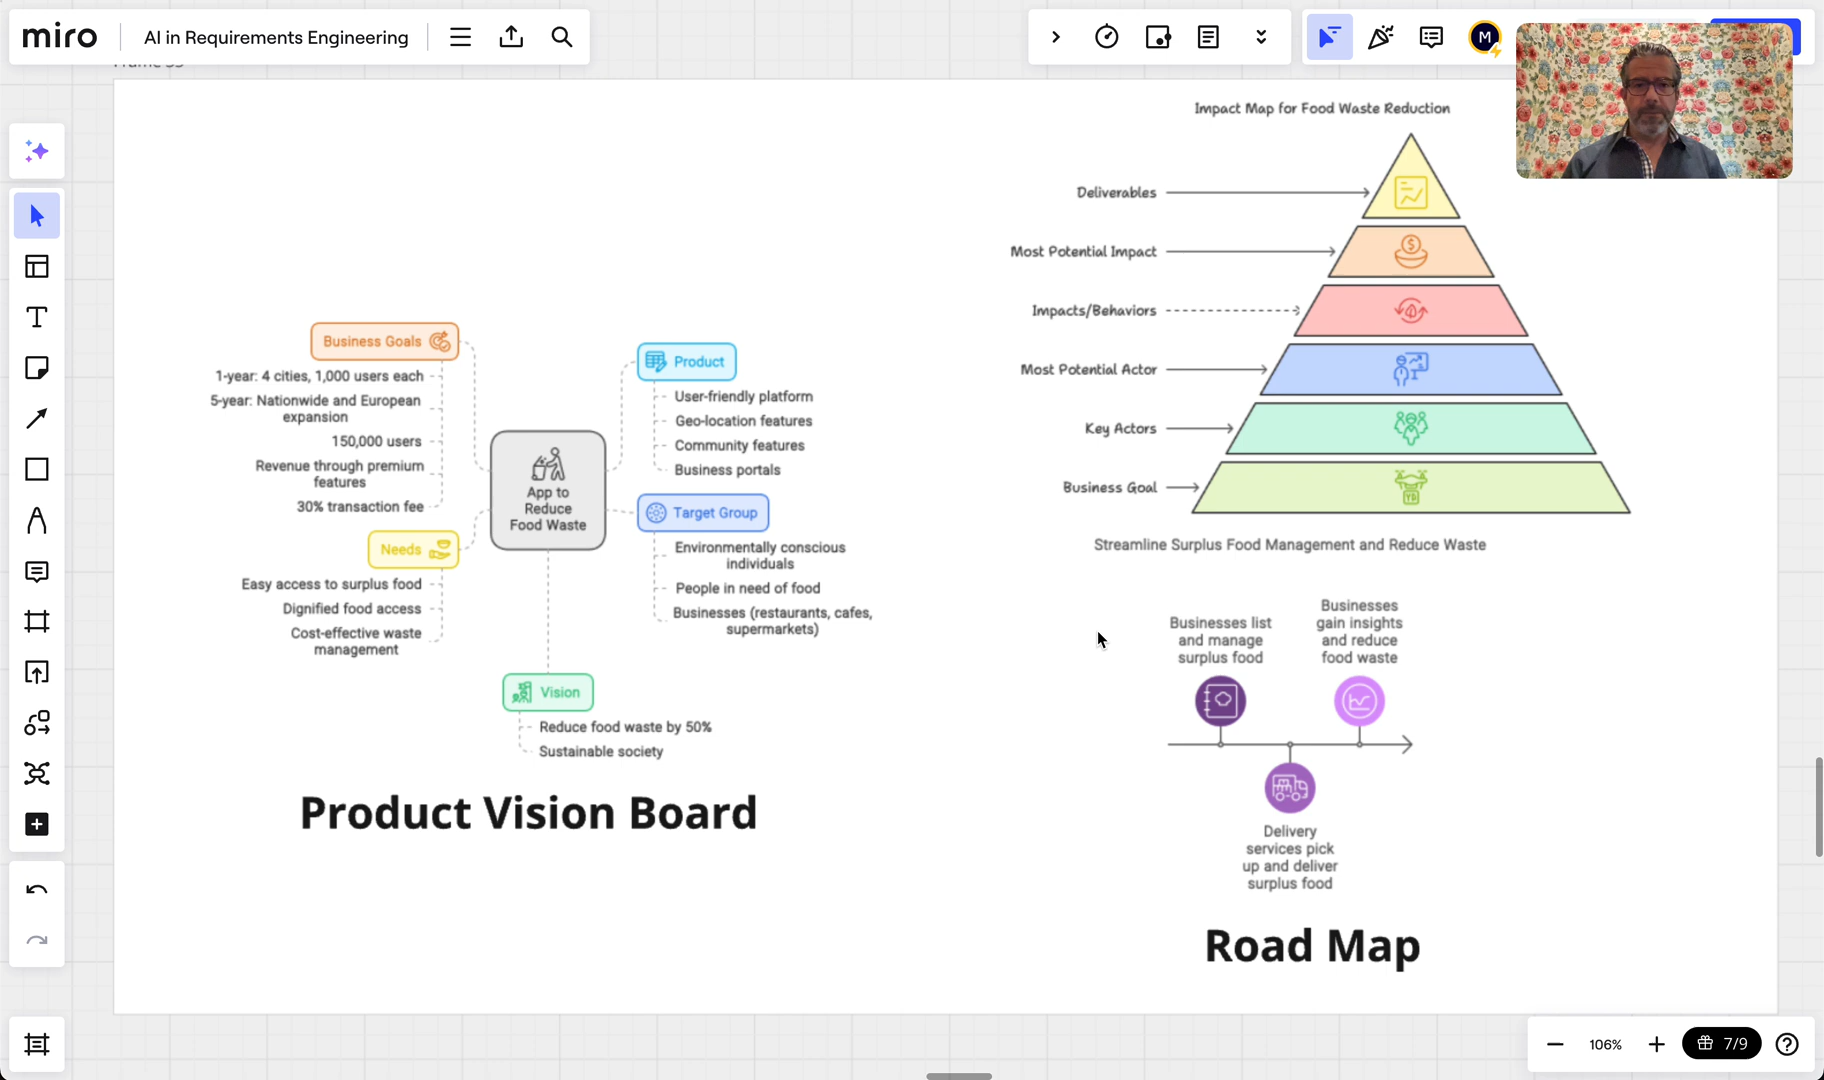 miro
AI in Requirements Engineering
M
Frame 55
Impact Map for Food Waste Reduction
Deliverables
Most Potential Impact
Impacts/Behaviors
Most Potential Actor
Key Actors
Business Goal
Streamline Surplus Food Management and Reduce Waste
Business Goals
1-year: 4 cities, 1,000 users each
5-year: Nationwide and European
expansion
150,000 users
Revenue through premium
features
30% transaction fee
Needs
Easy access to surplus food
Dignified food access
Cost-effective waste
management
App to
Reduce
Food Waste
Product
User-friendly platform
Geo-location features
Community features
Business portals
Target Group
Environmentally conscious
individuals
People in need of food
Businesses (restaurants, cafes,
supermarkets)
Vision
Reduce food waste by 50%
Sustainable society
Product Vision Board
Businesses list
and manage
surplus food
Businesses
gain insights
and reduce
food waste
Delivery
services pick
up and deliver
surplus food
Road Map
106%
7/9